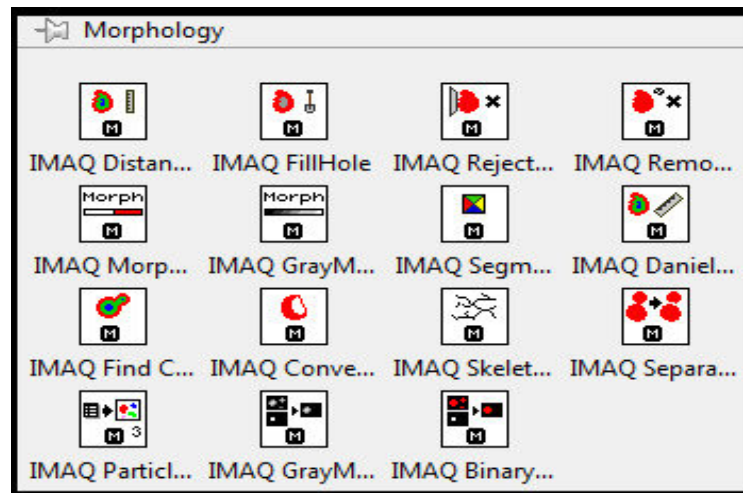 Morphology
M M M M
IMAQ Distan... IMAQ FillHole IMAQ Reject... IMAQ Remo...
Morph Morph
M M M M
IMAQ Morp... IMAQ GrayM... IMAQ Segm... IMAQ Daniel...
M M M M
IMAQ Find C... IMAQ Conve... IMAQ Skelet... IMAQ Separa...
M 3 M M
IMAQ Particl... IMAQ GrayM... IMAQ Binary...